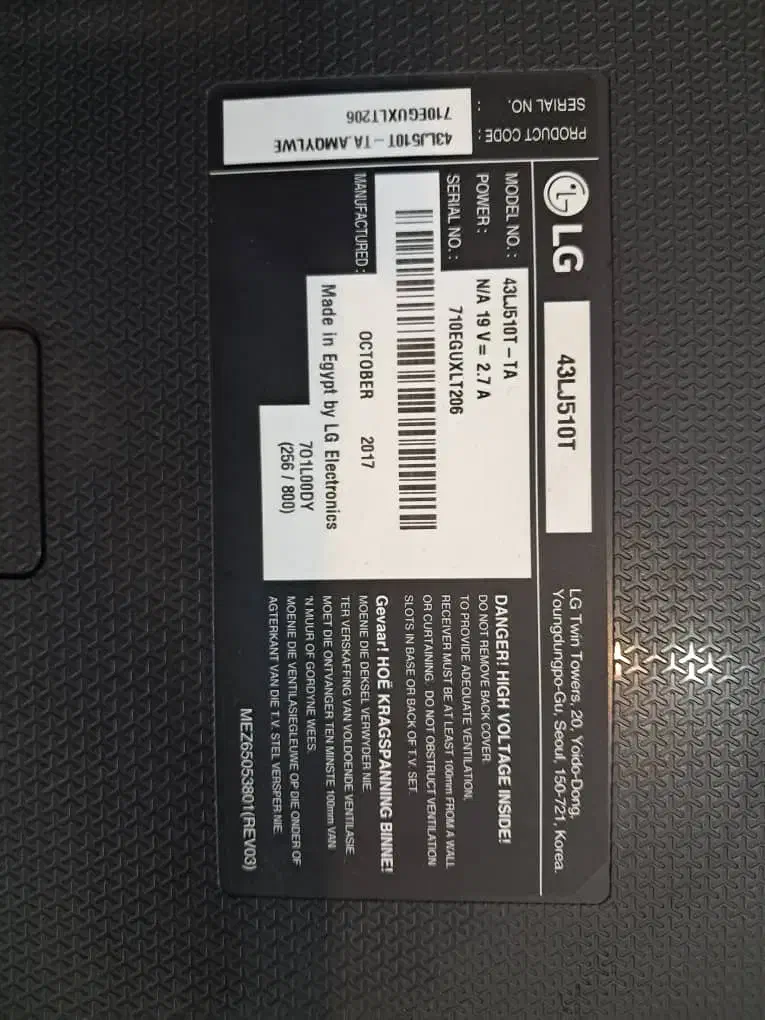 LG
43LJ510T
LG Twin Towers, 20, Yoido-Dong,
Youngdungpo-Gu, Seoul, 150-721, Korea.
MODEL NO. : 43LJ510T-TA
POWER : N/A 19 V= 2.7 A
SERIAL NO. : 710EGUXLT206
MANUFACTURED : OCTOBER 2017
Made in Egypt by LG Electronics
701L00DY
(256 / 800)
DANGER! HIGH VOLTAGE INSIDE!
DO NOT REMOVE BACK COVER.
TO PROVIDE ADEQUATE VENTILATION,
RECEIVER MUST BE AT LEAST 100mm FROM A WALL
OR CURTAINING. DO NOT OBSTRUCT VENTILATION
SLOTS IN BASE OR BACK OF T.V. SET.
Gevaar! HOË KRAGSPANNING BINNE!
MOENIE DIE DEKSEL VERWYDER NIE.
TER VERSKAFFING VAN VOLDOENDE VENTILASIE,
MOET DIE ONTVANGER TEN MINSTE 100mm VAN
'N MUUR OF GORDYNE WEES.
MOENIE DIE VENTILASIEGLEUWE OP DIE ONDER OF
AGTERKANT VAN DIE T.V. STEL VERSPER NIE.
MEZ65053801(REV03)
PRODUCT CODE : 43LJ510T-TA.AMQYLWE
SERIAL NO. : 710EGUXLT206